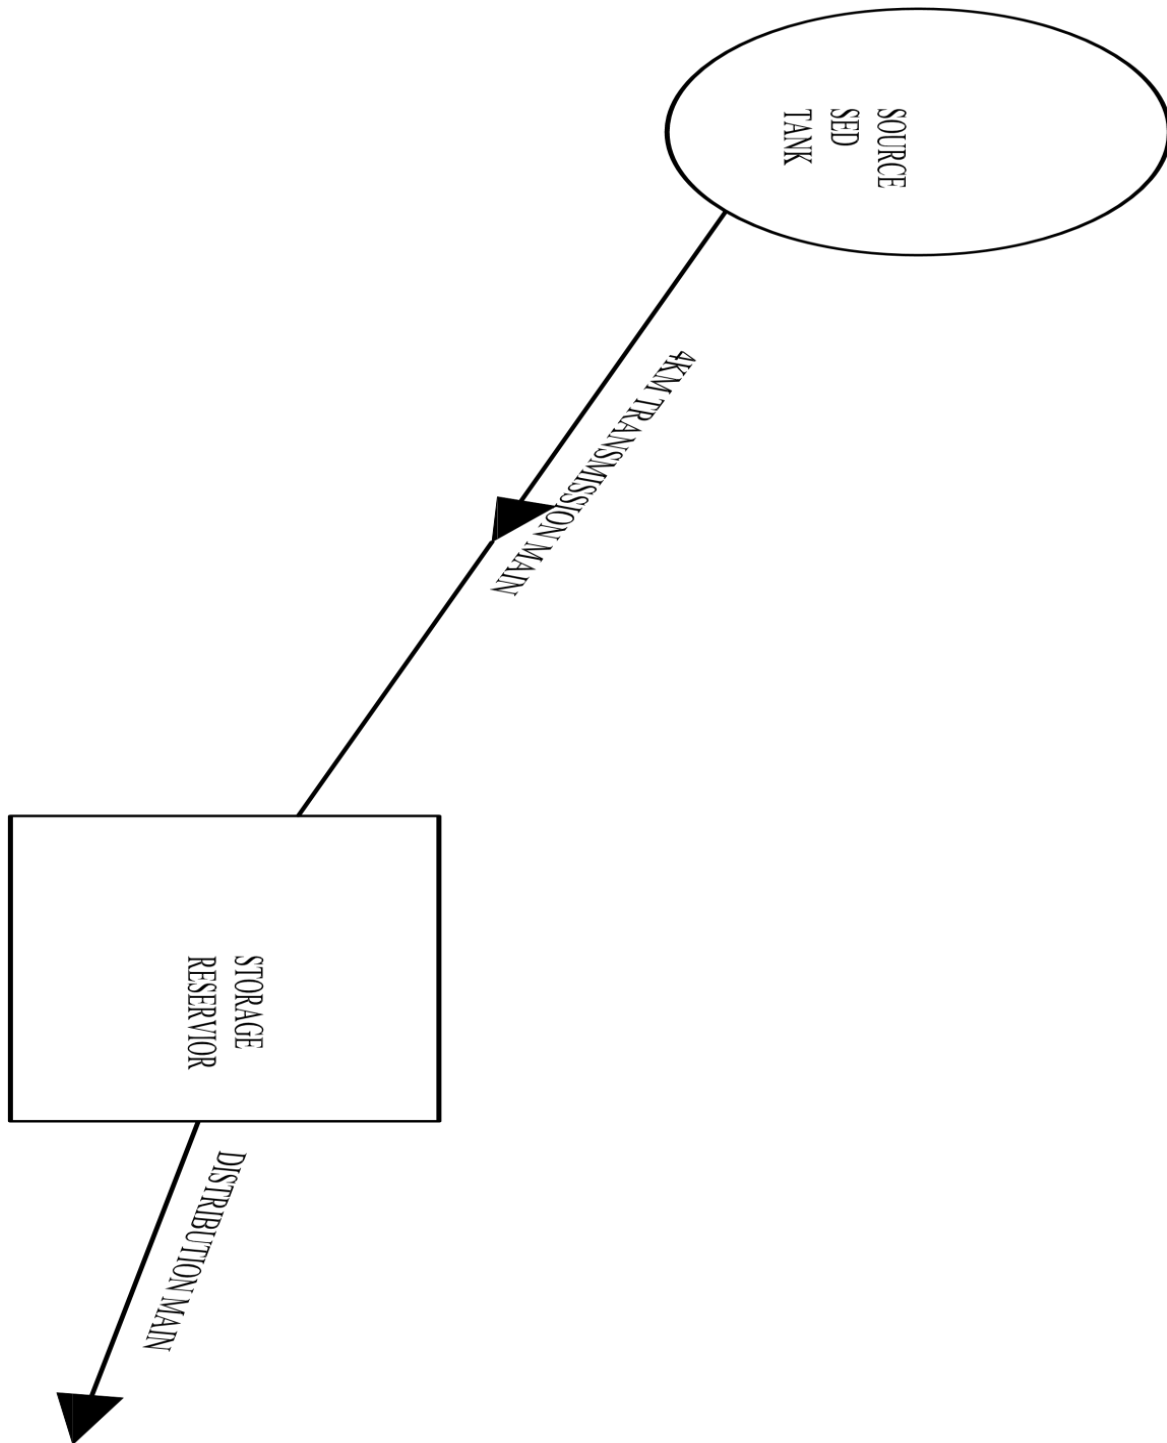 SOURCE
SED
TANK
4KM TRANSMISSION MAIN
STORAGE
RESERVIOR
DISTRIBUTION MAIN